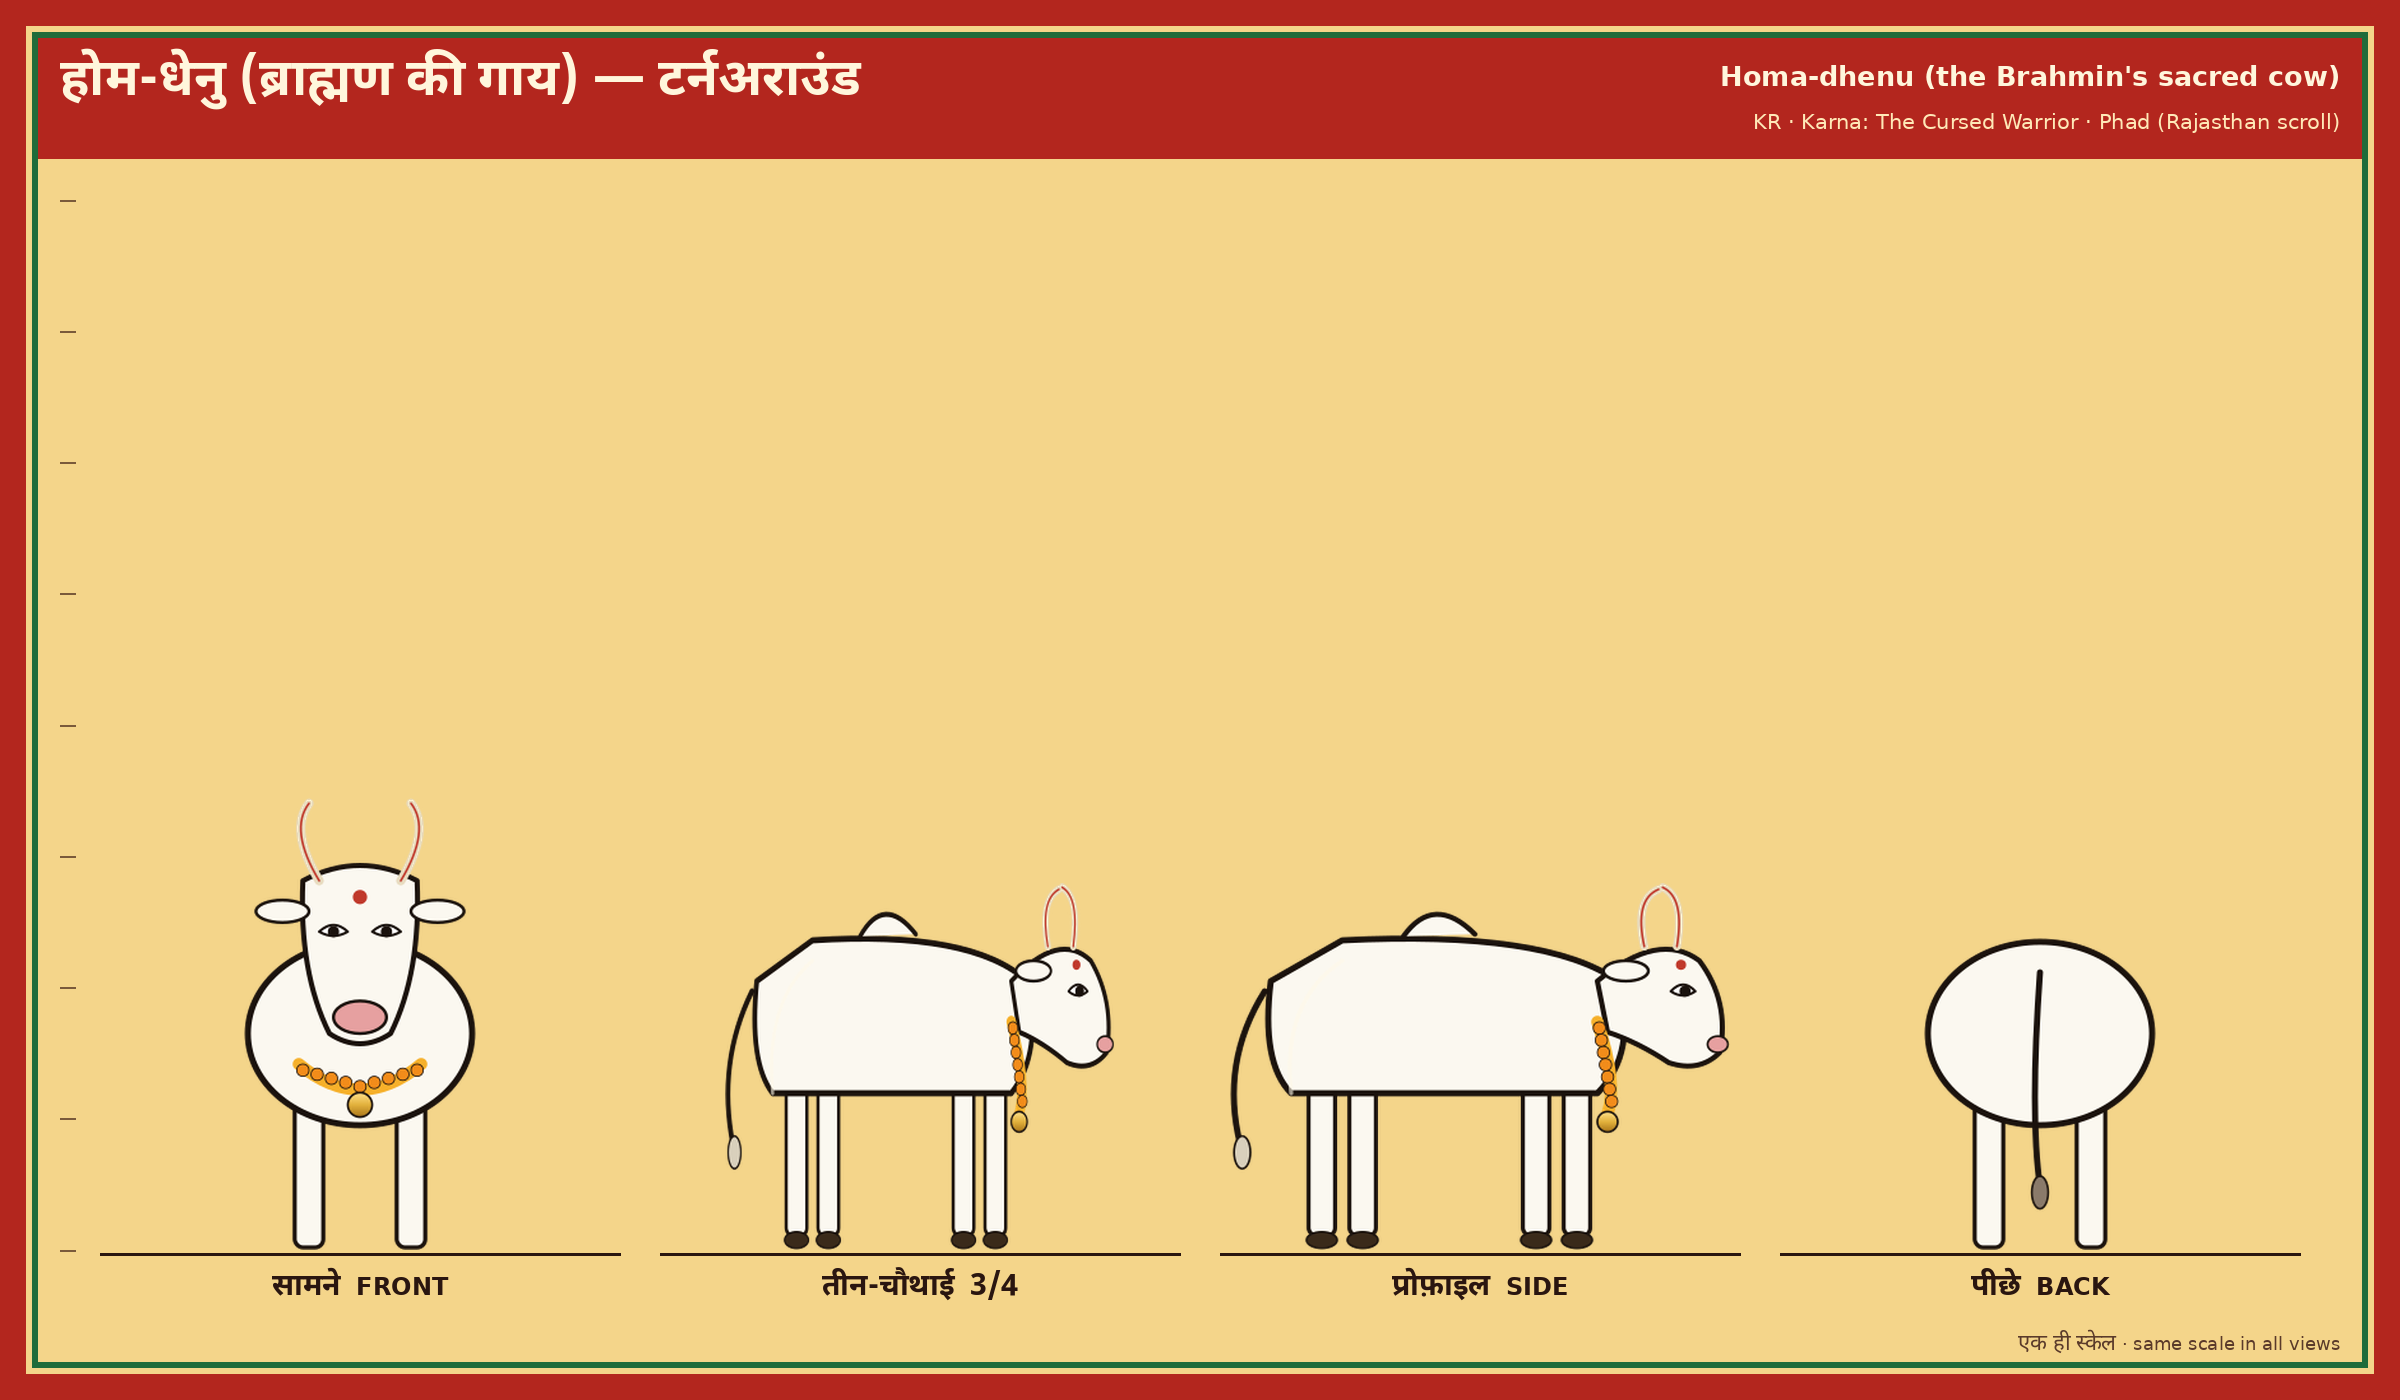 होम-धेनु (ब्राह्मण की गाय) — टर्नअराउंड
Homa-dhenu (the Brahmin's sacred cow)
KR · Karna: The Cursed Warrior · Phad (Rajasthan scroll)
सामने FRONT
तीन-चौथाई 3/4
प्रोफ़ाइल SIDE
पीछे BACK
एक ही स्केल · same scale in all views